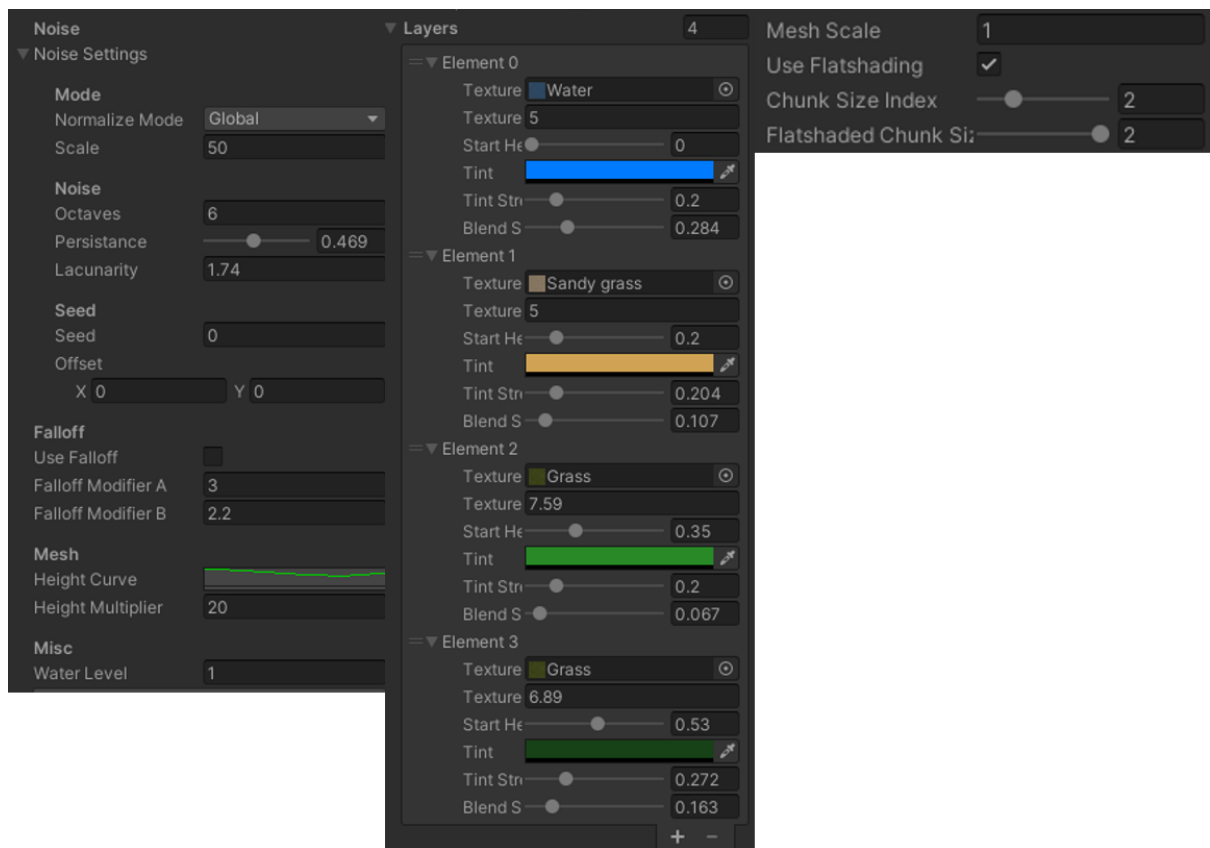 Noise
Noise Settings
Mode
Normalize Mode Global
Scale 50
Noise
Octaves 6
Persistance 0.469
Lacunarity 1.74
Seed
Seed 0
Offset
X 0 Y 0
Falloff
Use Falloff
Falloff Modifier A 3
Falloff Modifier B 2.2
Mesh
Height Curve
Height Multiplier 20
Misc
Water Level 1
Layers 4
Element 0
Texture Water
Texture 5
Start He 0
Tint
Tint Stre 0.2
Blend S 0.284
Element 1
Texture Sandy grass
Texture 5
Start He 0.2
Tint
Tint Stre 0.204
Blend S 0.107
Element 2
Texture Grass
Texture 7.59
Start He 0.35
Tint
Tint Stre 0.2
Blend S 0.067
Element 3
Texture Grass
Texture 6.89
Start He 0.53
Tint
Tint Stre 0.272
Blend S 0.163
Mesh Scale 1
Use Flatshading
Chunk Size Index 2
Flatshaded Chunk Siz 2